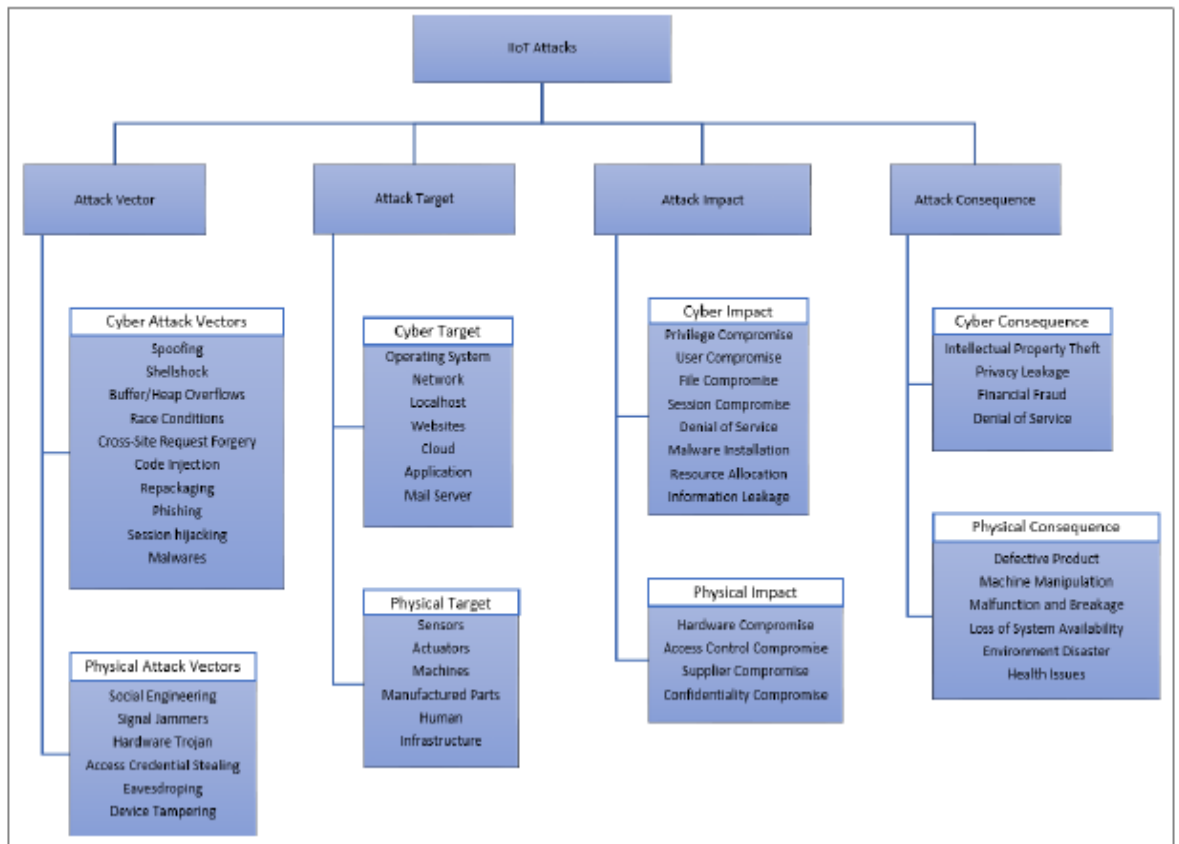 IIoT Attacks
Attack Vector
Attack Target
Attack Impact
Attack Consequence
Cyber Attack Vectors
Spoofing
Shellshock
Buffer/Heap Overflows
Race Conditions
Cross-Site Request Forgery
Code Injection
Repackaging
Phishing
Session hijacking
Malwares
Physical Attack Vectors
Social Engineering
Signal Jammers
Hardware Trojan
Access Credential Stealing
Eavesdroping
Device Tampering
Cyber Target
Operating System
Network
Localhost
Websites
Cloud
Application
Mail Server
Physical Target
Sensors
Actuators
Machines
Manufactured Parts
Human
Infrastructure
Cyber Impact
Privilege Compromise
User Compromise
File Compromise
Session Compromise
Denial of Service
Malware Installation
Resource Allocation
Information Leakage
Physical Impact
Hardware Compromise
Access Control Compromise
Supplier Compromise
Confidentiality Compromise
Cyber Consequence
Intellectual Property Theft
Privacy Leakage
Financial Fraud
Denial of Service
Physical Consequence
Defective Product
Machine Manipulation
Malfunction and Breakage
Loss of System Availability
Environment Disaster
Health Issues